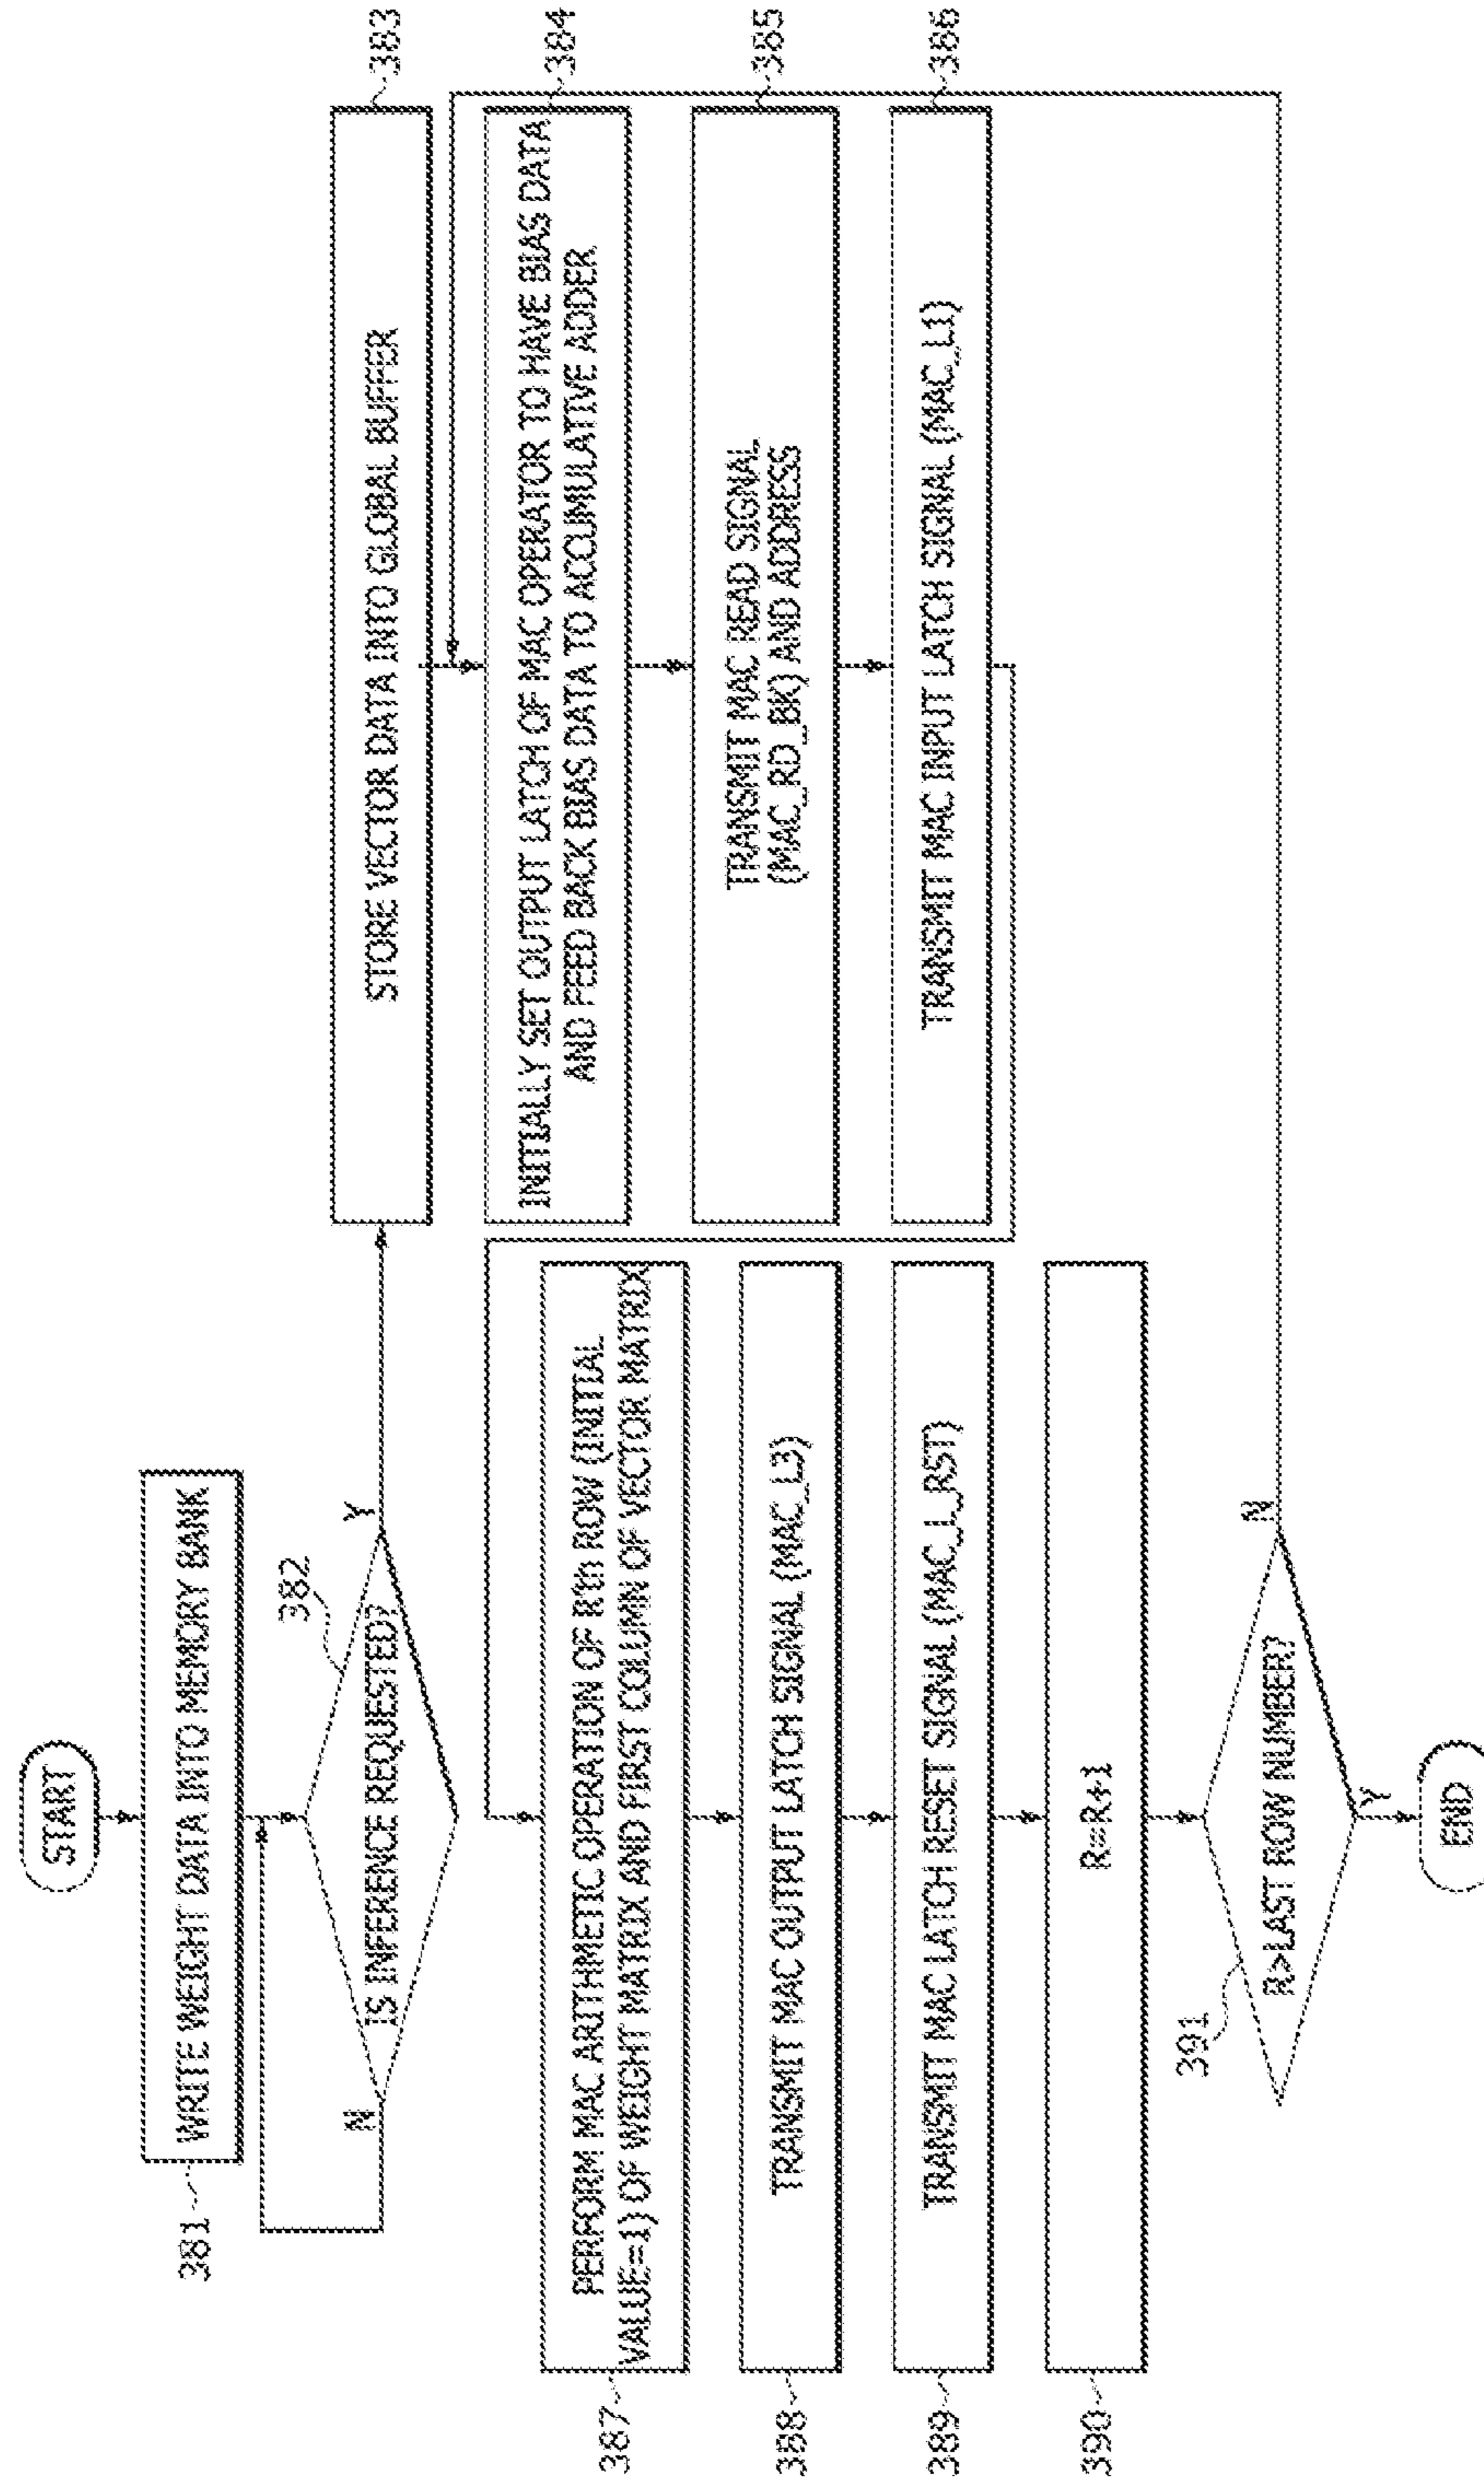 START
381
WRITE WEIGHT DATA INTO MEMORY BANK
382
IS INFERENCE REQUESTED?
N
Y
383
STORE VECTOR DATA INTO GLOBAL BUFFER
384
INITIALLY SET OUTPUT LATCH OF MAC OPERATOR TO HAVE BIAS DATA
AND FEED BACK BIAS DATA TO ACCUMULATIVE ADDER
385
TRANSMIT MAC READ SIGNAL
(MAC_RD_BK) AND ADDRESS
386
TRANSMIT MAC INPUT LATCH SIGNAL (MAC_L1)
387
PERFORM MAC ARITHMETIC OPERATION OF R'th ROW (INITIAL
VALUE=1) OF WEIGHT MATRIX AND FIRST COLUMN OF VECTOR MATRIX
388
TRANSMIT MAC OUTPUT LATCH SIGNAL (MAC_L3)
389
TRANSMIT MAC LATCH RESET SIGNAL (MAC_L_RST)
390
R=R+1
391
R>LAST ROW NUMBER?
N
Y
END